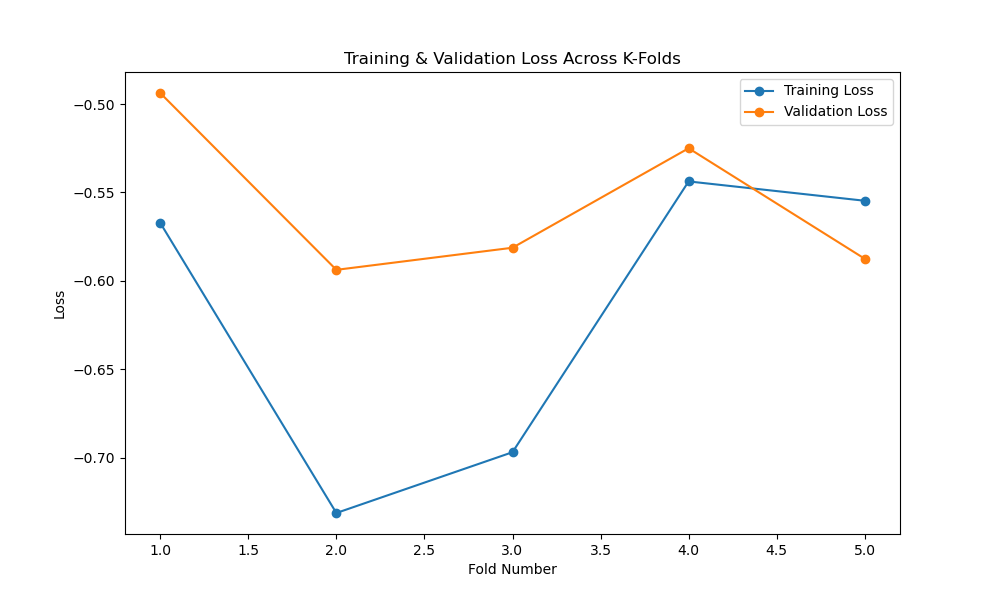 Training & Validation Loss Across K-Folds
Training Loss
Validation Loss
−0.50
−0.55
−0.60
−0.65
−0.70
Loss
1.0 1.5 2.0 2.5 3.0 3.5 4.0 4.5 5.0
Fold Number